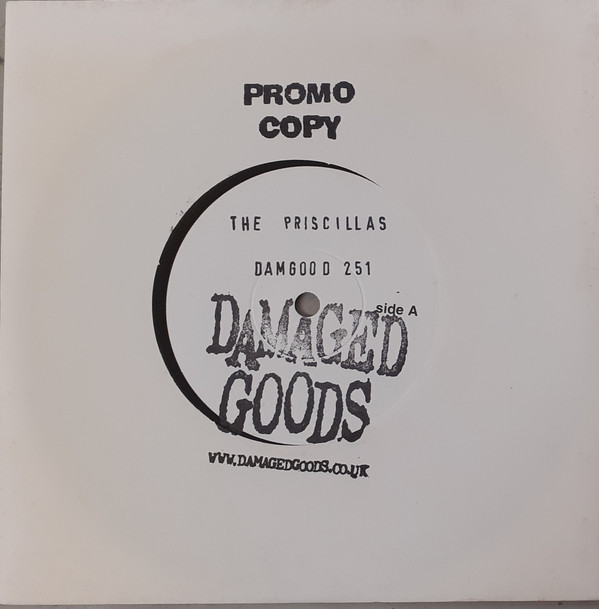 PROMO
COPY
THE PRISCILLAS
DAMGOOD 251
side A
DAMAGED
GOODS
WWW.DAMAGEDGOODS.CO.UK